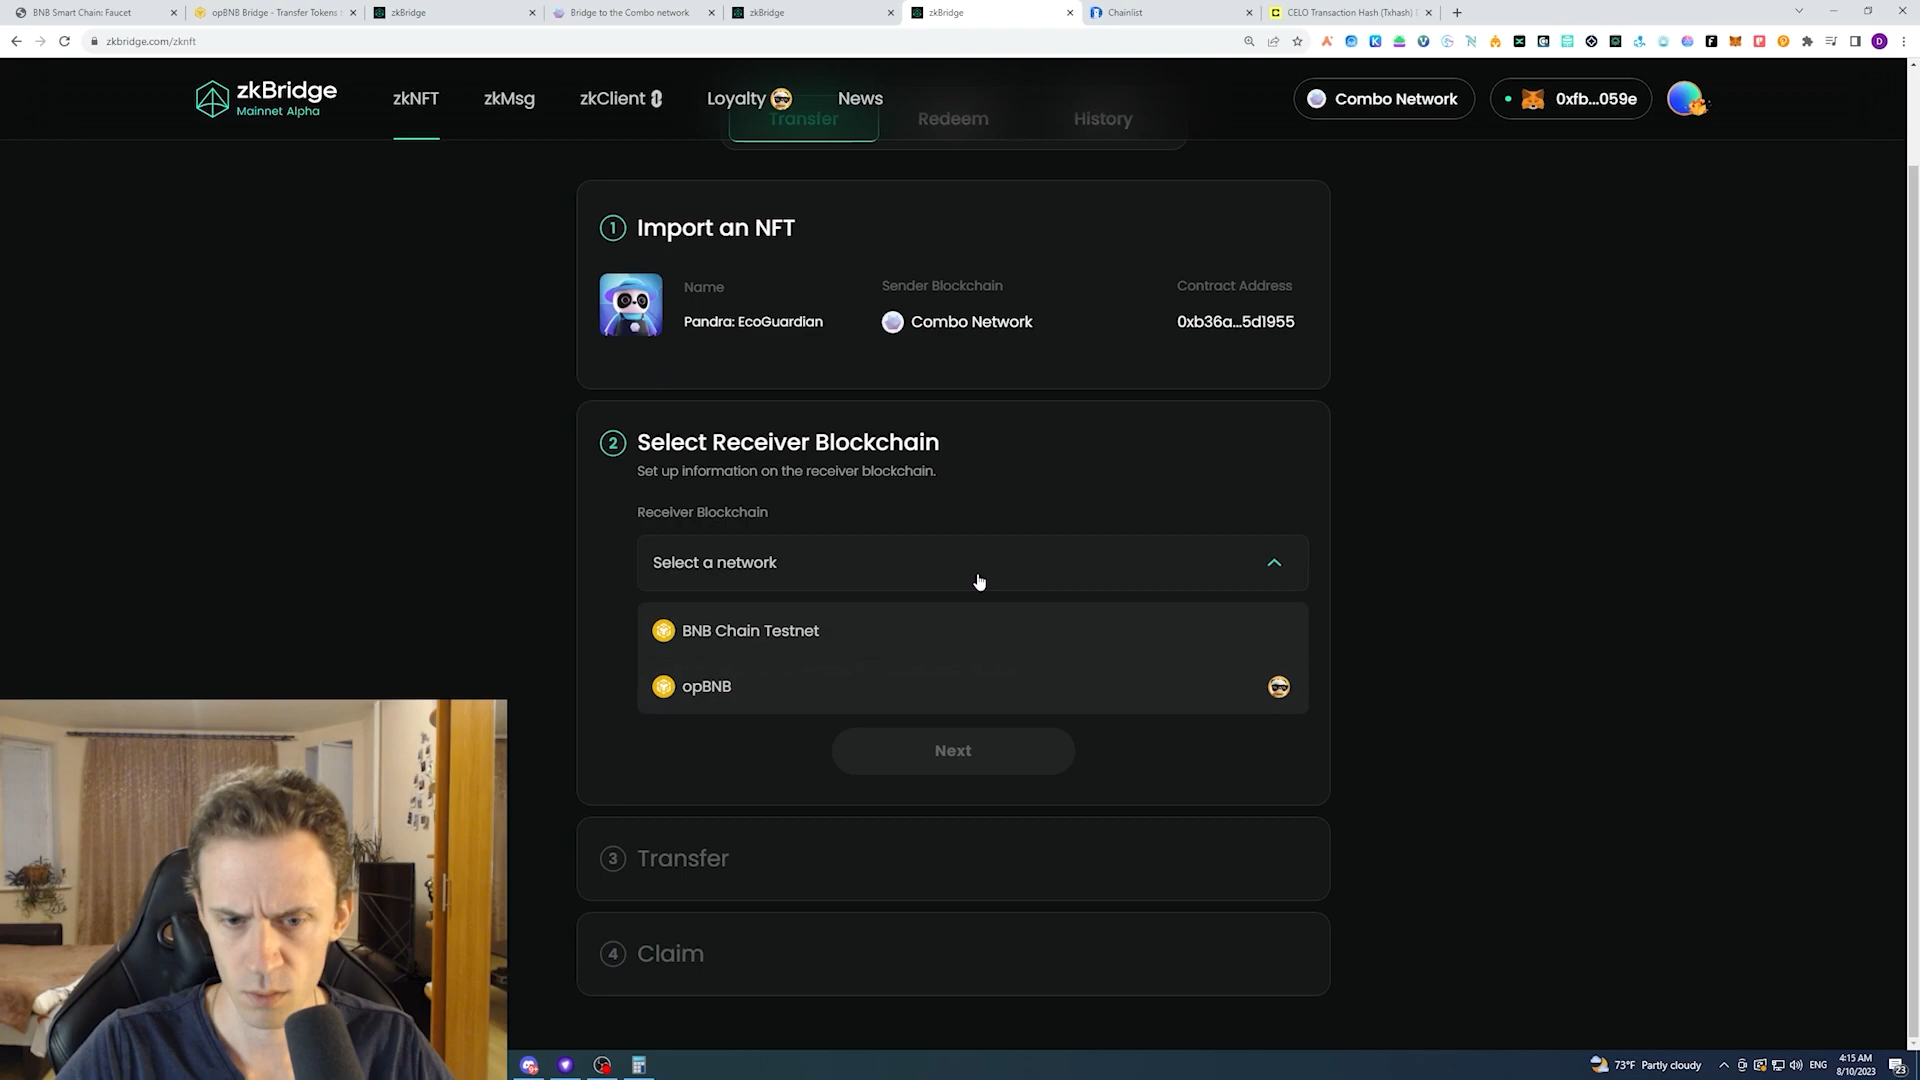 BNB Smart Chain: Faucet
opBNB Bridge - Transfer Tokens
zkBridge
Bridge to the Combo network
zkBridge
zkBridge
Chainlist
CELO Transaction Hash (Txhash)
zkbridge.com/zknft
zkBridge
Mainnet Alpha
zkNFT
zkMsg
zkClient
Loyalty
News
Combo Network
0xfb...059e
Transfer
Redeem
History
1 Import an NFT
Name
Sender Blockchain
Contract Address
Pandra: EcoGuardian
Combo Network
0xb36a...5d1955
2 Select Receiver Blockchain
Set up information on the receiver blockchain.
Receiver Blockchain
Select a network
BNB Chain Testnet
opBNB
Next
3 Transfer
4 Claim
73°F Partly cloudy
ENG
4:15 AM
8/10/2023
23